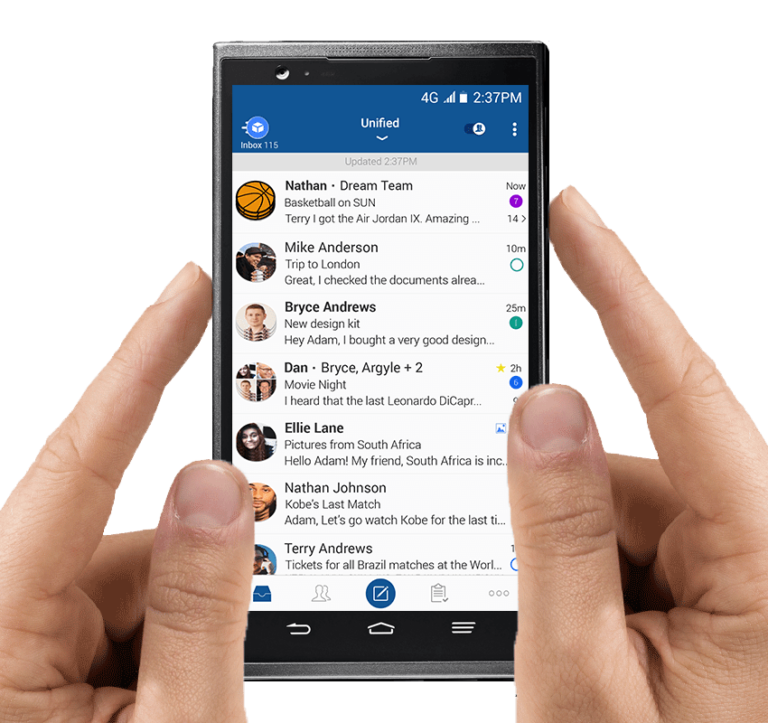 4G 2:37PM
Unified
Inbox 115
Updated 2:37PM
Nathan · Dream Team Now
Basketball on SUN 7
Terry I got the Air Jordan IX. Amazing ... 14 >
Mike Anderson 10m
Trip to London
Great, I checked the documents alrea...
Bryce Andrews 25m
New design kit 1
Hey Adam, I bought a very good design...
Dan · Bryce, Argyle + 2 2h
Movie Night 6
I heard that the last Leonardo DiCapr...
Ellie Lane
Pictures from South Africa
Hello Adam! My friend, South Africa is inc..
Nathan Johnson
Kobe's Last Match
Adam, Let's go watch Kobe for the last ti...
Terry Andrews
Tickets for all Brazil matches at the Worl...